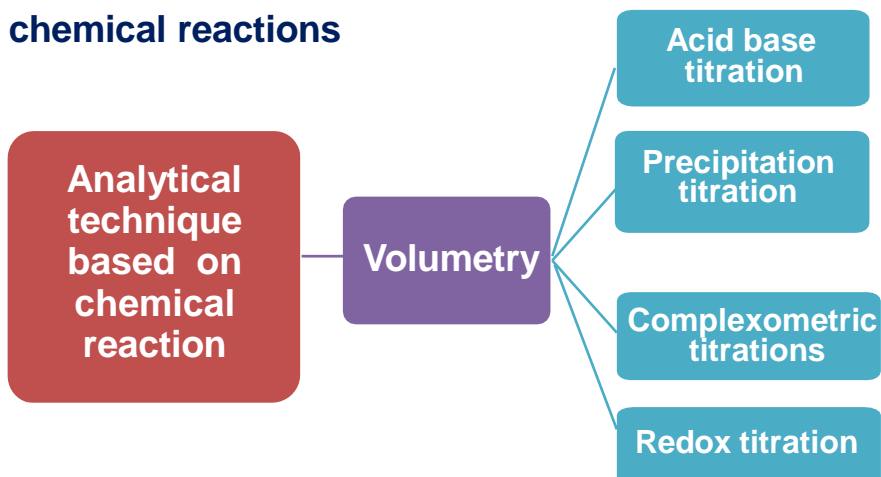 chemical reactions
Analytical
technique
based on
chemical
reaction
Volumetry
Acid base
titration
Precipitation
titration
Complexometric
titrations
Redox titration